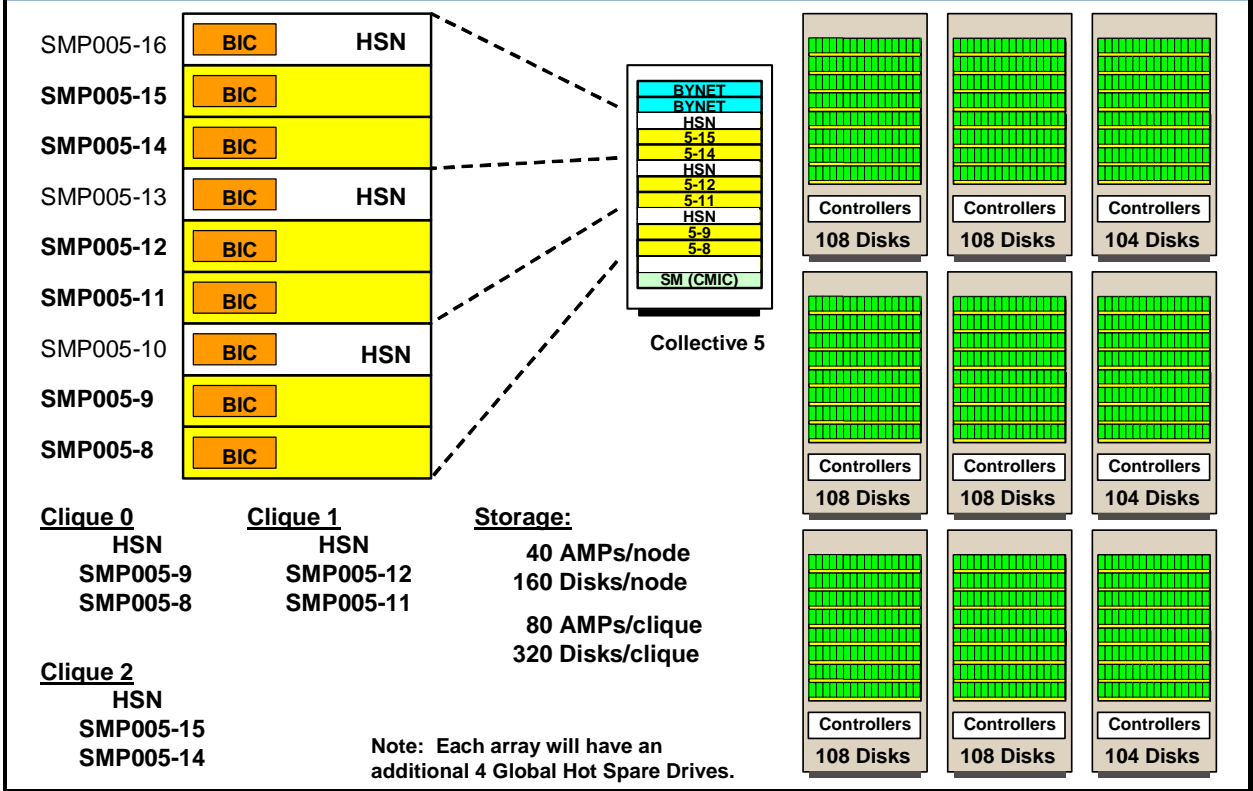 SMP005-16
BIC
HSN
SMP005-15
BIC
SMP005-14
BIC
SMP005-13
BIC
HSN
SMP005-12
BIC
SMP005-11
BIC
SMP005-10
BIC
HSN
SMP005-9
BIC
SMP005-8
BIC
BYNET
BYNET
HSN
5-15
5-14
HSN
5-12
5-11
HSN
5-9
5-8
SM (CMIC)
Collective 5
Controllers
108 Disks
Controllers
108 Disks
Controllers
104 Disks
Controllers
108 Disks
Controllers
108 Disks
Controllers
104 Disks
Controllers
108 Disks
Controllers
108 Disks
Controllers
104 Disks
Clique 0
HSN
SMP005-9
SMP005-8
Clique 1
HSN
SMP005-12
SMP005-11
Storage:
40 AMPs/node
160 Disks/node
80 AMPs/clique
320 Disks/clique
Clique 2
HSN
SMP005-15
SMP005-14
Note: Each array will have an
additional 4 Global Hot Spare Drives.